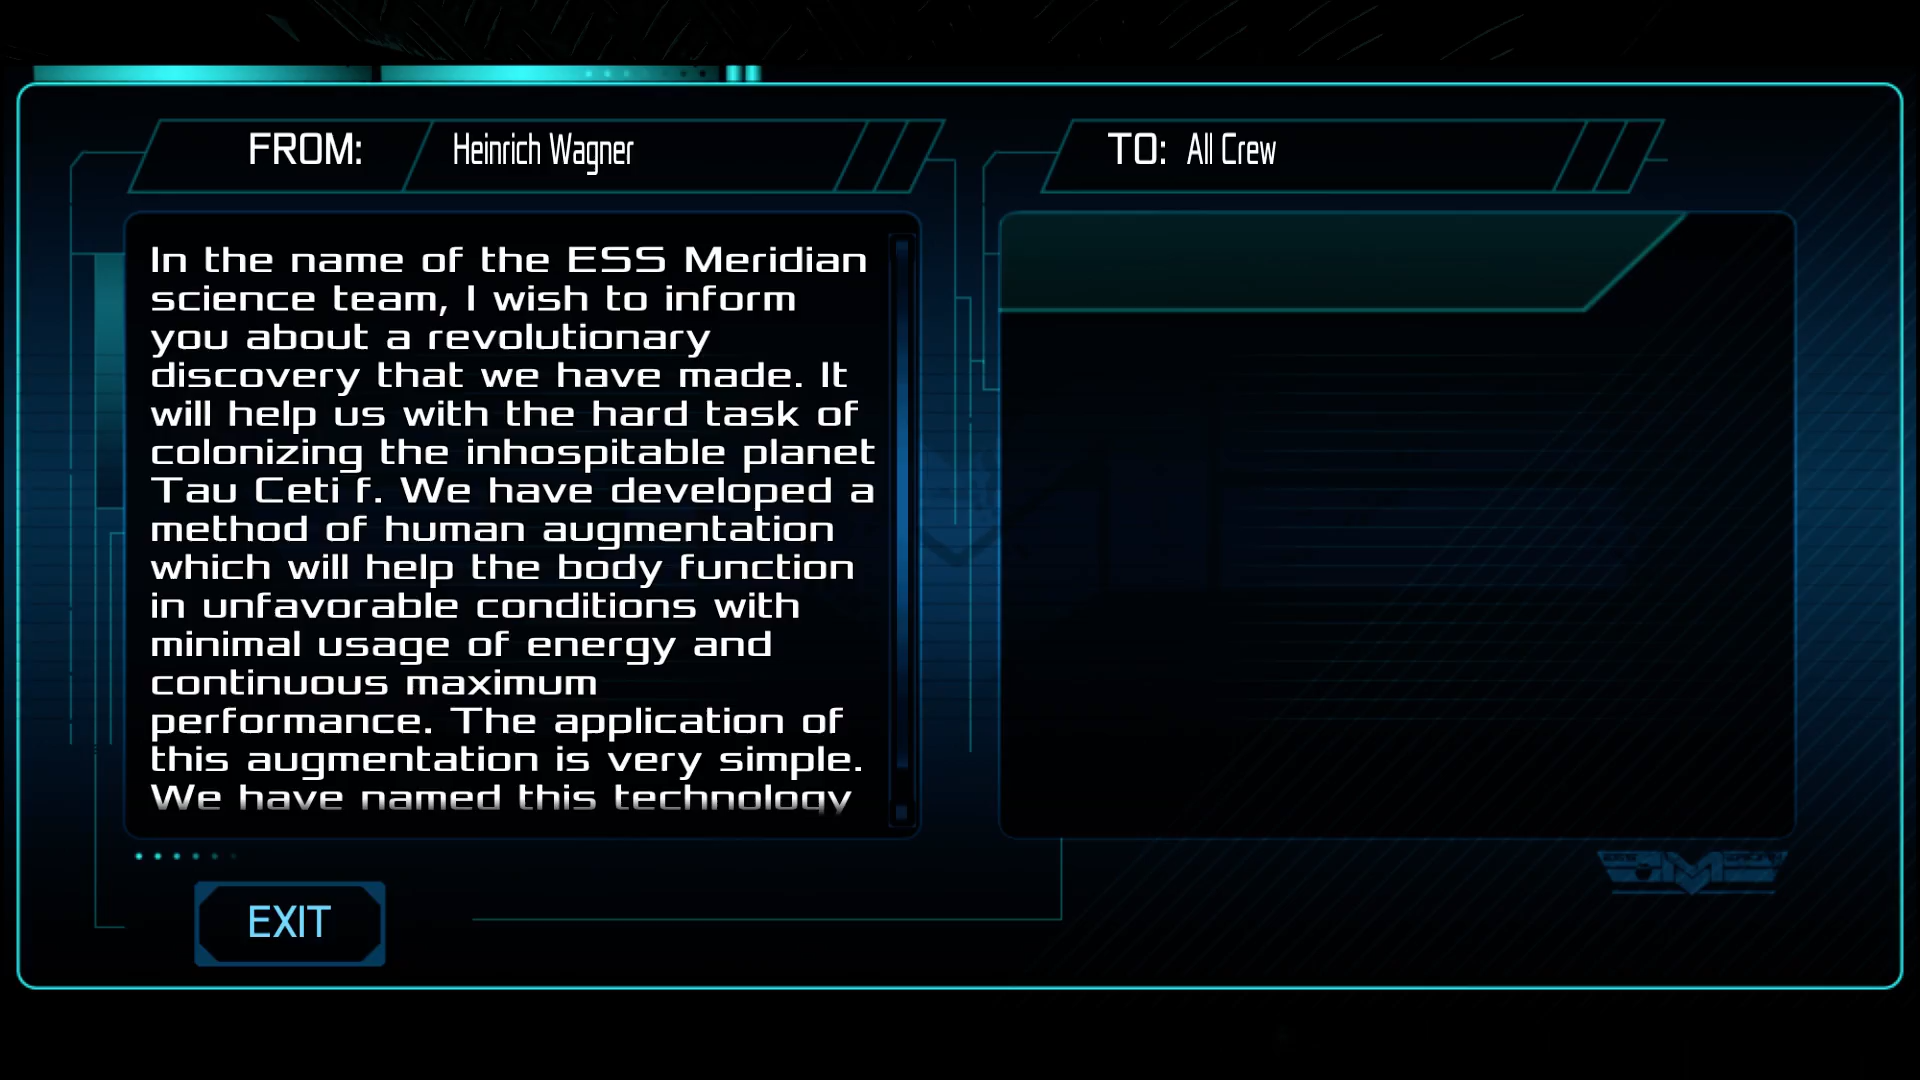 FROM: Heinrich Wagner
TO: All Crew
In the name of the ESS Meridian
science team, I wish to inform
you about a revolutionary
discovery that we have made. It
will help us with the hard task of
colonizing the inhospitable planet
Tau Ceti f. We have developed a
method of human augmentation
which will help the body function
in unfavorable conditions with
minimal usage of energy and
continuous maximum
performance. The application of
this augmentation is very simple.
We have named this technology
EXIT